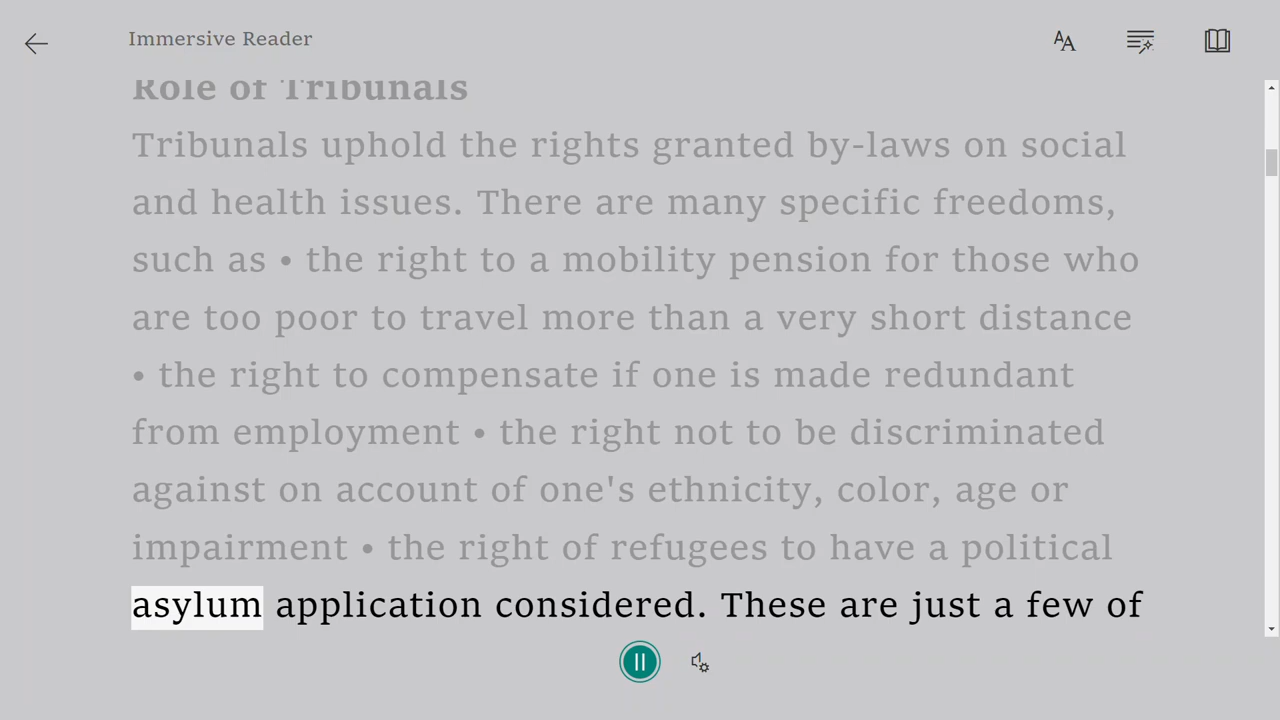 Immersive Reader
Role of Tribunals
Tribunals uphold the rights granted by-laws on social
and health issues. There are many specific freedoms,
such as • the right to a mobility pension for those who
are too poor to travel more than a very short distance
• the right to compensate if one is made redundant
from employment • the right not to be discriminated
against on account of one's ethnicity, color, age or
impairment • the right of refugees to have a political
asylum application considered. These are just a few of